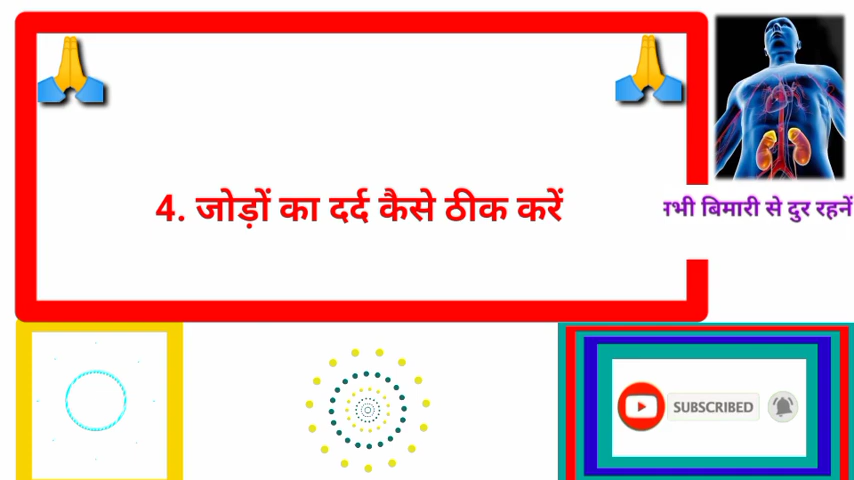 4. जोड़ों का दर्द कैसे ठीक करें
बिमारी से दुर रहनें
SUBSCRIBED